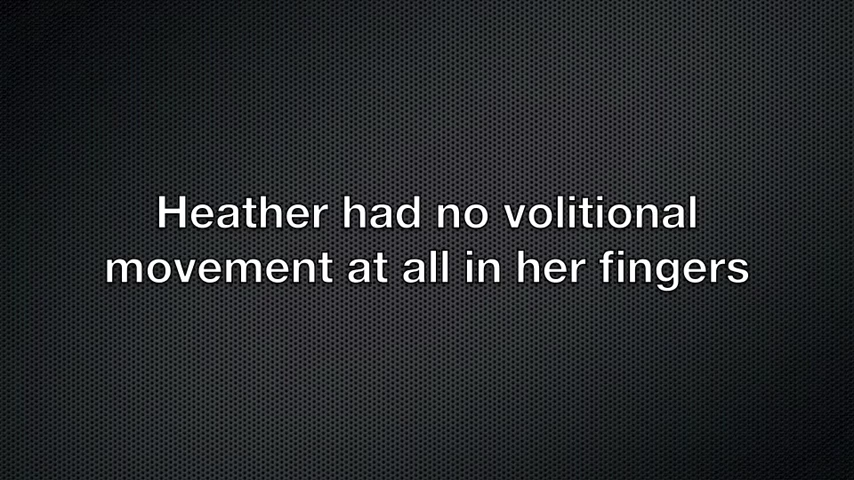 Heather had no volitional
movement at all in her fingers